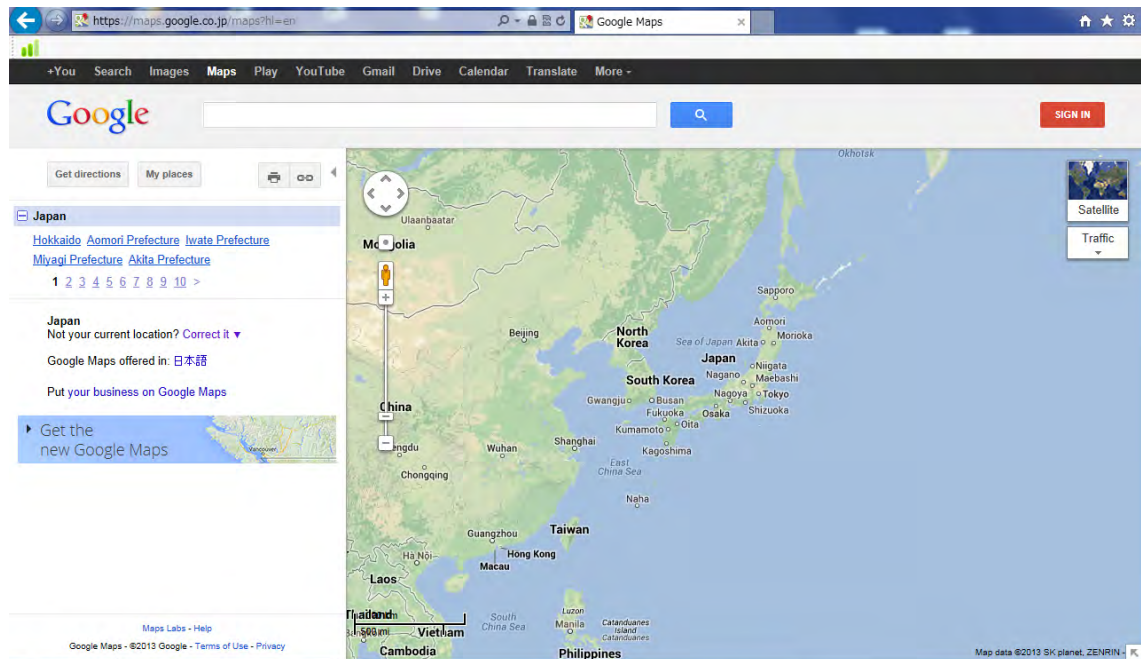 https://maps.google.co.jp/maps?hl=en
Google Maps
+You Search Images Maps Play YouTube Gmail Drive Calendar Translate More
Google
SIGN IN
Get directions My places
Japan
Hokkaido Aomori Prefecture Iwate Prefecture
Miyagi Prefecture Akita Prefecture
1 2 3 4 5 6 7 8 9 10 >
Japan
Not your current location? Correct it ▼
Google Maps offered in: 日本語
Put your business on Google Maps
Get the
new Google Maps
Vancouver
Okhotsk
Satellite
Traffic
Ulaanbaatar
Mongolia
Sapporo
Aomori
Morioka
Akita
Sea of Japan
North
Korea
Beijing
Japan
Niigata
Nagano
Maebashi
South Korea
Nagoya
Tokyo
Gwangju
Busan
Fukuoka
Osaka
Shizuoka
China
Kumamoto
Oita
Shanghai
Kagoshima
Wuhan
East
China Sea
Chongqing
Naha
Taiwan
Guangzhou
Hong Kong
Macau
Ha Nôi
Laos
Thailand
500 mi
Vietnam
South
China Sea
Luzon
Manila
Catanduanes
Island
Catanduanes
Cambodia
Philippines
Maps Labs - Help
Google Maps - ©2013 Google - Terms of Use - Privacy
Map data ©2013 SK planet, ZENRIN -